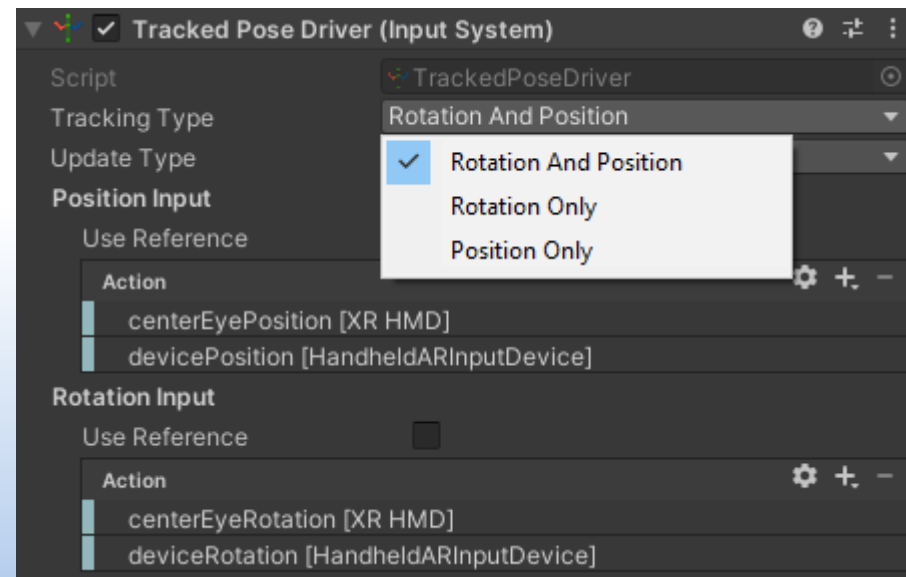 Tracked Pose Driver (Input System)
Script TrackedPoseDriver
Tracking Type Rotation And Position
Update Type
Rotation And Position
Rotation Only
Position Only
Position Input
Use Reference
Action
centerEyePosition [XR HMD]
devicePosition [HandheldARInputDevice]
Rotation Input
Use Reference
Action
centerEyeRotation [XR HMD]
deviceRotation [HandheldARInputDevice]